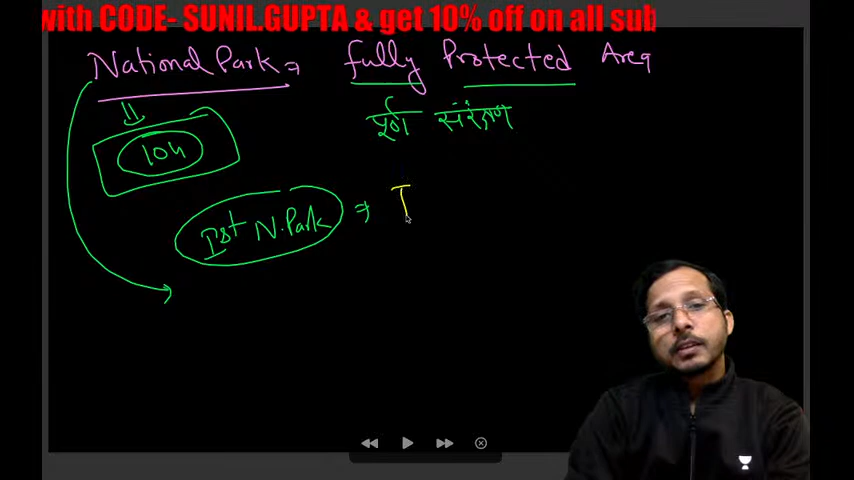 with CODE- SUNIL.GUPTA & get 10% off on all sub
National Park ⇒ fully Protected Area
पूर्ण संरक्षण
104
Ist N.Park ⇒ I